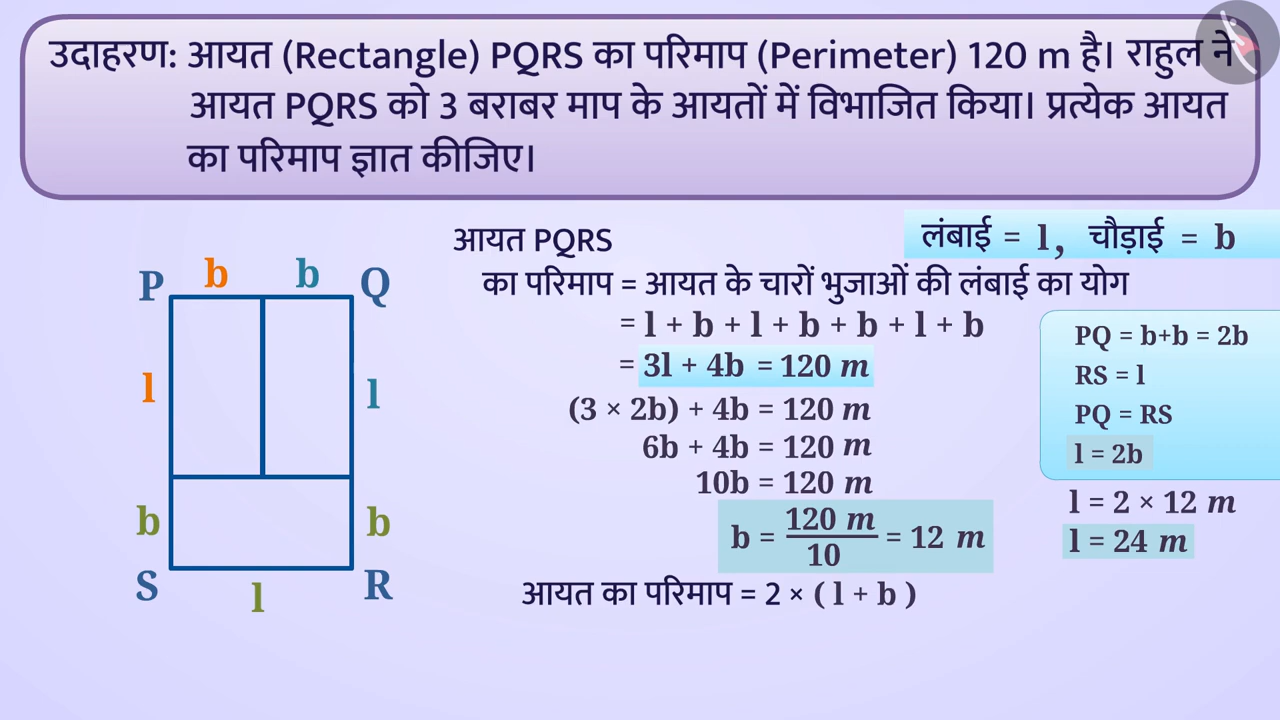 उदाहरण: आयत (Rectangle) PQRS का परिमाप (Perimeter) 120 m है। राहुल ने
आयत PQRS को 3 बराबर माप के आयतों में विभाजित किया। प्रत्येक आयत
का परिमाप ज्ञात कीजिए।
लंबाई = l, चौड़ाई = b
आयत PQRS
का परिमाप = आयत के चारों भुजाओं की लंबाई का योग
= l + b + l + b + b + l + b
= 3l + 4b = 120 m
(3 × 2b) + 4b = 120 m
6b + 4b = 120 m
10b = 120 m
b = 120 m / 10 = 12 m
आयत का परिमाप = 2 × ( l + b )
PQ = b+b = 2b
RS = l
PQ = RS
l = 2b
l = 2 × 12 m
l = 24 m
P b b Q
l l
b b
S l R